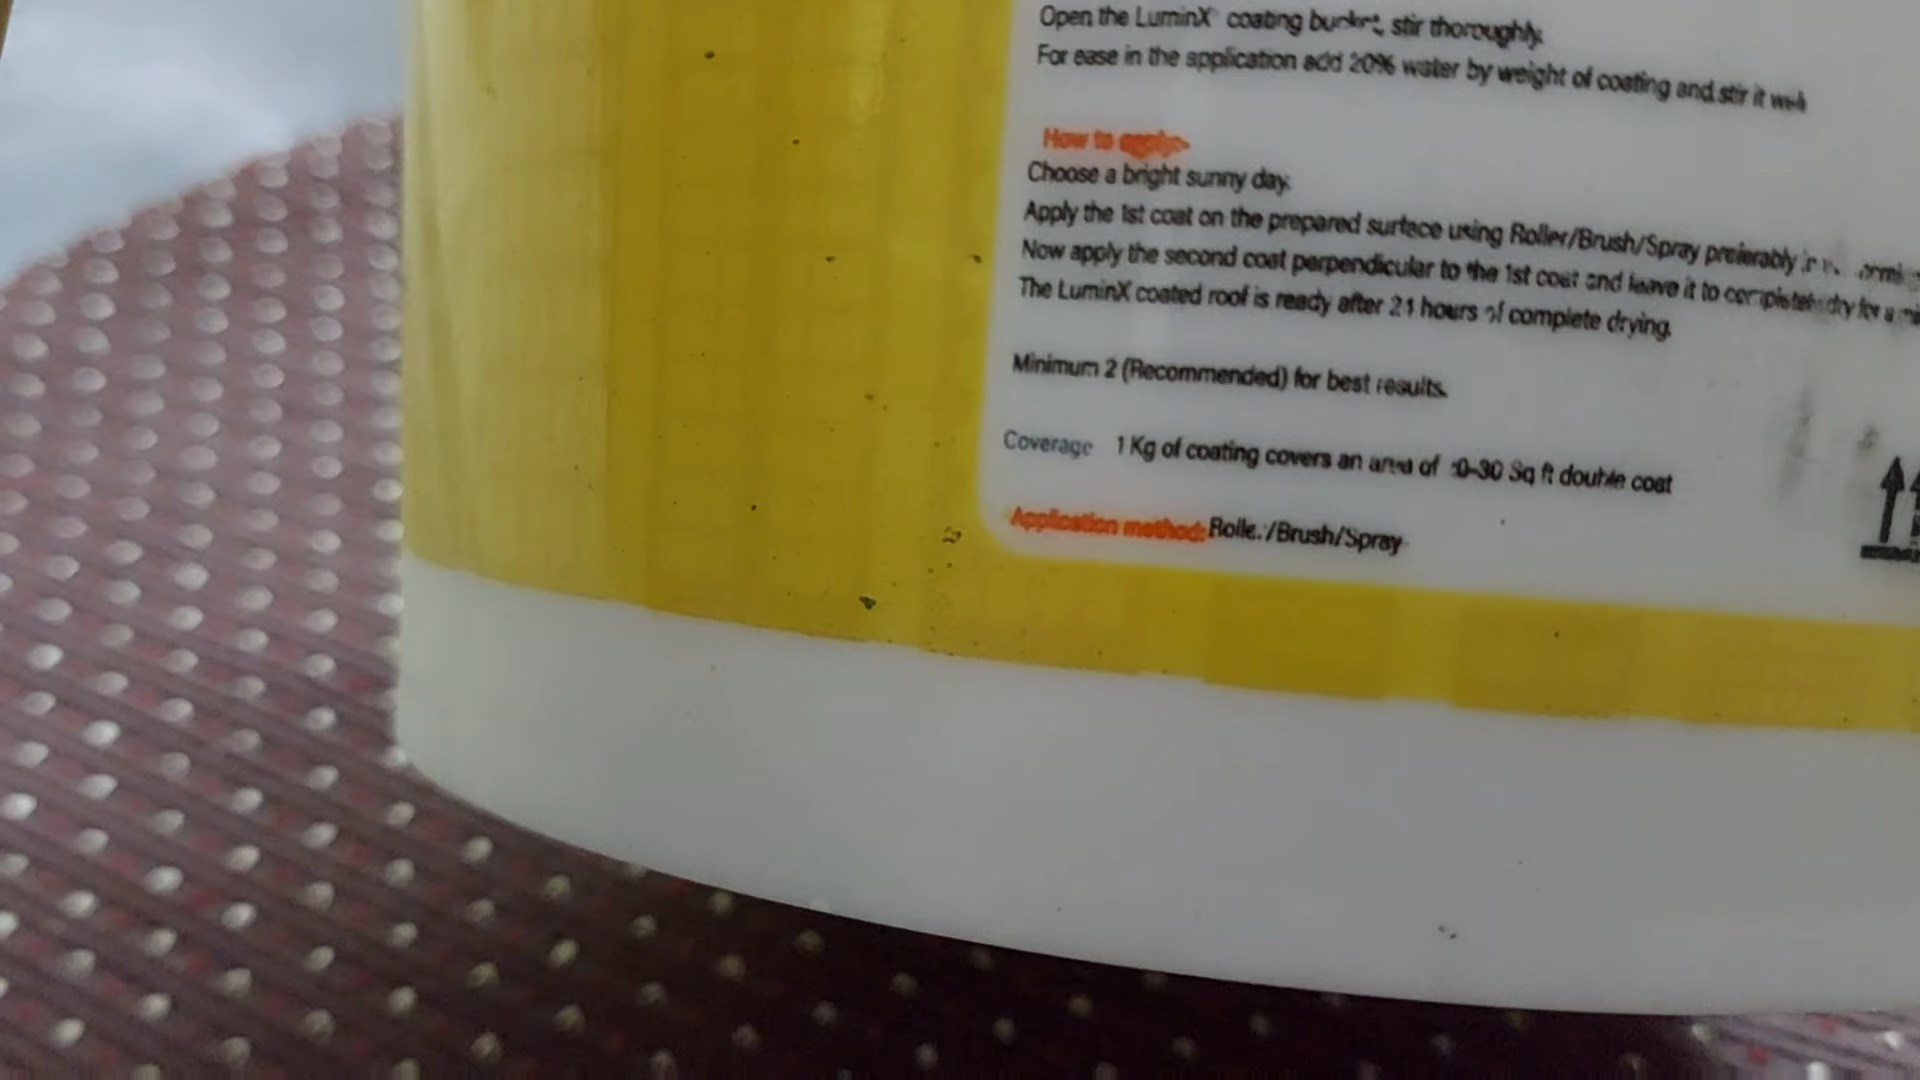 Open the LuminX coating bucket, stir thoroughly.
For ease in the application add 20% water by weight of coating and stir it well
How to apply:
Choose a bright sunny day.
Apply the 1st coat on the prepared surface using Roller/Brush/Spray preferably in
Now apply the second coat perpendicular to the 1st coat and leave it to completely dry for a
The LuminX coated roof is ready after hours of complete drying.
Minimum 2 (Recommended) for best results.
Coverage 1 Kg of coating covers an area of Sq ft double coat
Application method: Roller/Brush/Spray